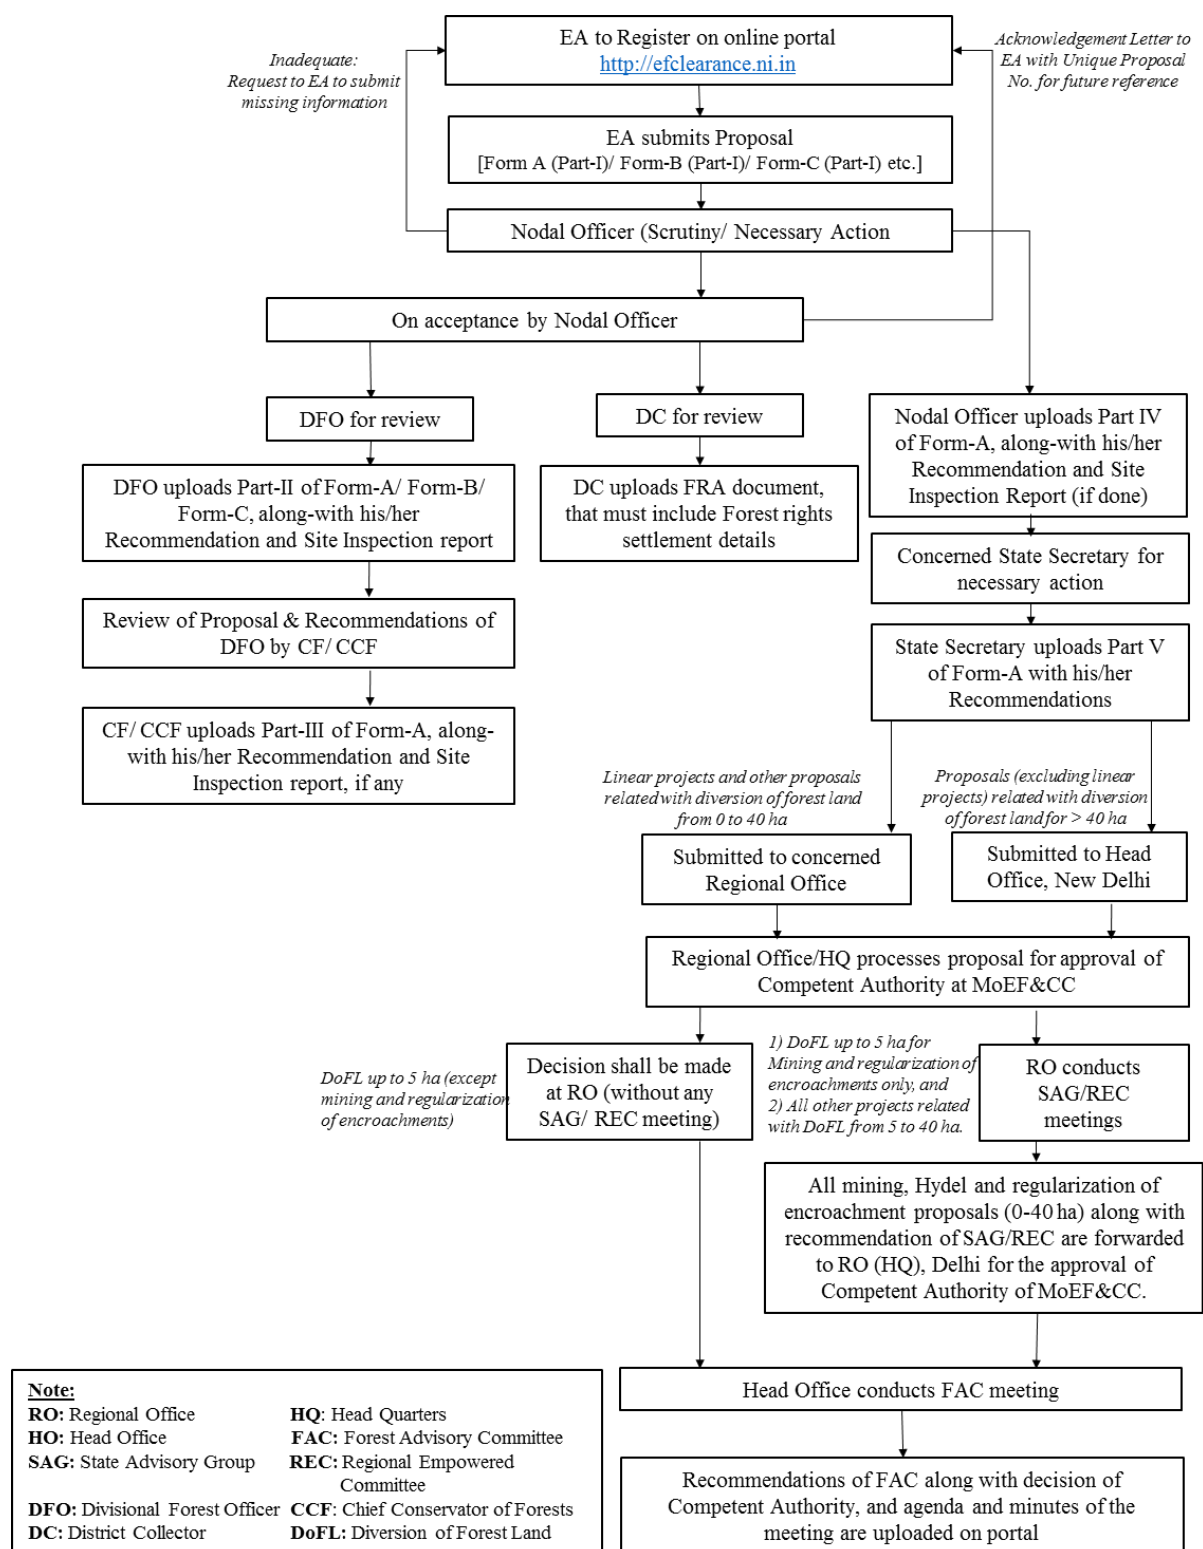 EA to Register on online portal
http://efclearance.ni.in
Inadequate:
Request to EA to submit
missing information
Acknowledgement Letter to
EA with Unique Proposal
No. for future reference
EA submits Proposal
[Form A (Part-I)/ Form-B (Part-I)/ Form-C (Part-I) etc.]
Nodal Officer (Scrutiny/ Necessary Action
On acceptance by Nodal Officer
DFO for review
DC for review
Nodal Officer uploads Part IV
of Form-A, along-with his/her
Recommendation and Site
Inspection Report (if done)
DFO uploads Part-II of Form-A/ Form-B/
Form-C, along-with his/her
Recommendation and Site Inspection report
DC uploads FRA document,
that must include Forest rights
settlement details
Concerned State Secretary for
necessary action
Review of Proposal & Recommendations of
DFO by CF/ CCF
State Secretary uploads Part V
of Form-A with his/her
Recommendations
CF/ CCF uploads Part-III of Form-A, along-
with his/her Recommendation and Site
Inspection report, if any
Linear projects and other proposals
related with diversion of forest land
from 0 to 40 ha
Proposals (excluding linear
projects) related with diversion
of forest land for > 40 ha
Submitted to concerned
Regional Office
Submitted to Head
Office, New Delhi
Regional Office/HQ processes proposal for approval of
Competent Authority at MoEF&CC
DoFL up to 5 ha (except
mining and regularization
of encroachments)
Decision shall be made
at RO (without any
SAG/ REC meeting)
1) DoFL up to 5 ha for
Mining and regularization of
encroachments only, and
2) All other projects related
with DoFL from 5 to 40 ha.
RO conducts
SAG/REC
meetings
All mining, Hydel and regularization of
encroachment proposals (0-40 ha) along with
recommendation of SAG/REC are forwarded
to RO (HQ), Delhi for the approval of
Competent Authority of MoEF&CC.
Head Office conducts FAC meeting
Recommendations of FAC along with decision of
Competent Authority, and agenda and minutes of the
meeting are uploaded on portal
Note:
RO: Regional Office HQ: Head Quarters
HO: Head Office FAC: Forest Advisory Committee
SAG: State Advisory Group REC: Regional Empowered
Committee
DFO: Divisional Forest Officer CCF: Chief Conservator of Forests
DC: District Collector DoFL: Diversion of Forest Land